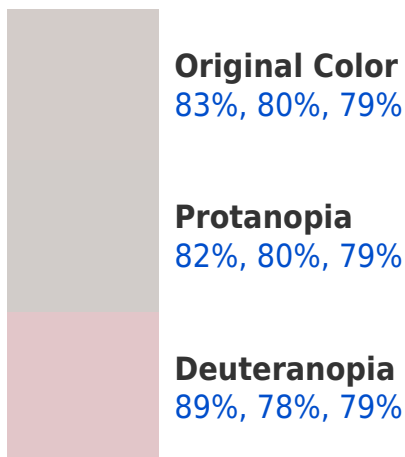 Original Color
83%, 80%, 79%
Protanopia
82%, 80%, 79%
Deuteranopia
89%, 78%, 79%